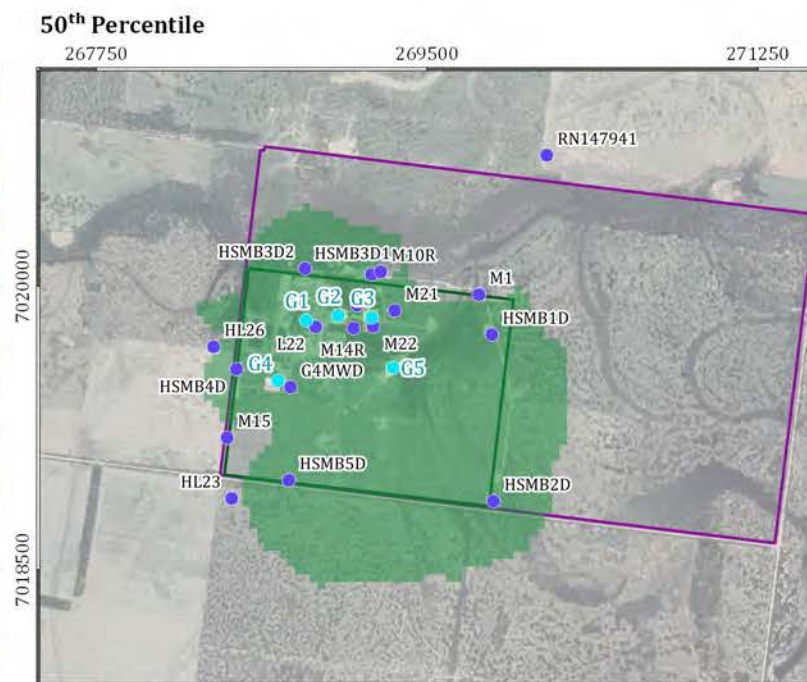 50th Percentile
267750 269500 271250
RN147941
HSMB3D2 HSMB3D1 M10R
7020000
M1
G1 G2 G3 M21
HSMB1D
HL26 L22 M14R M22
G4 G4MWD G5
HSMB4D
M15
HSMB5D
HL23 HSMB2D
7018500